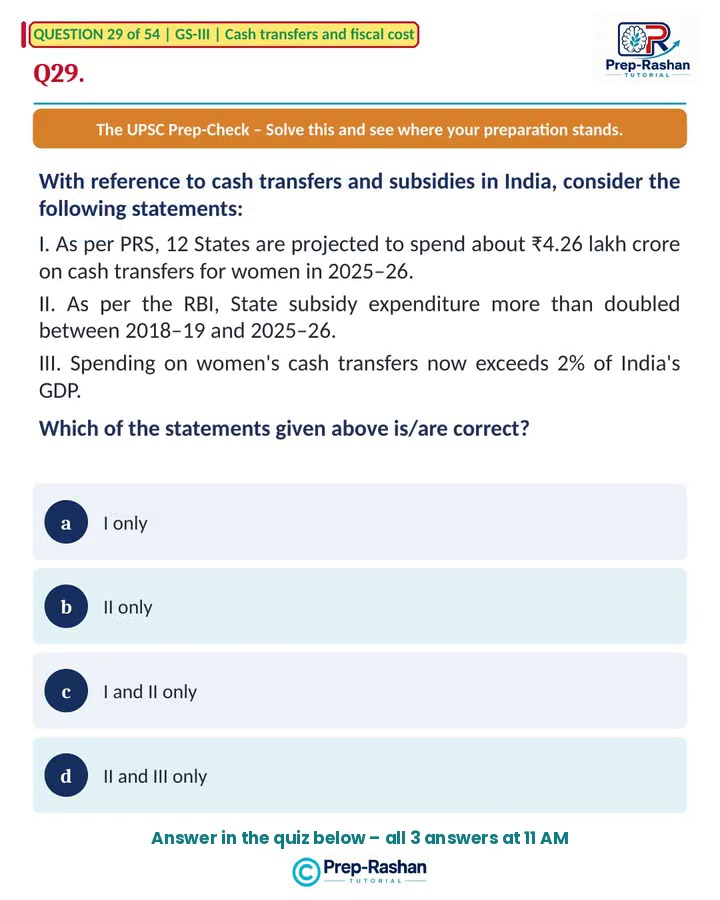 QUESTION 29 of 54 | GS-III | Cash transfers and fiscal cost
Prep-Rashan
TUTORIAL
Q29.
The UPSC Prep-Check – Solve this and see where your preparation stands.
With reference to cash transfers and subsidies in India, consider the
following statements:
I. As per PRS, 12 States are projected to spend about ₹4.26 lakh crore
on cash transfers for women in 2025–26.
II. As per the RBI, State subsidy expenditure more than doubled
between 2018–19 and 2025–26.
III. Spending on women's cash transfers now exceeds 2% of India's
GDP.
Which of the statements given above is/are correct?
a I only
b II only
c I and II only
d II and III only
Answer in the quiz below – all 3 answers at 11 AM
© Prep-Rashan
TUTORIAL